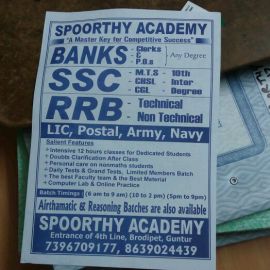 SPOORTHY ACADEMY
"A Master Key for Competitive Success"
BANKS - Clerks & P.Os Any Degree
SSC - M.T.S - 10th
CHSL - Inter
CGL - Degree
RRB - Technical
Non Technical
LIC, Postal, Army, Navy
Salient Features
Intensive 12 hours classes for Dedicated Students
Doubts Clarification After Class
Personal care on nonmaths students
Daily Tests & Grand Tests, Limited Members Batch
The best Faculty team & the Best Material
Computer Lab & Online Practice
Batch Timings : (6 am to 9 am) (10 to 2 pm) (5pm to 9pm)
Airthamatic & Reasoning Batches are also available
SPOORTHY ACADEMY
Entrance of 4th Line, Brodipet, Guntur
7396709177, 8639024439